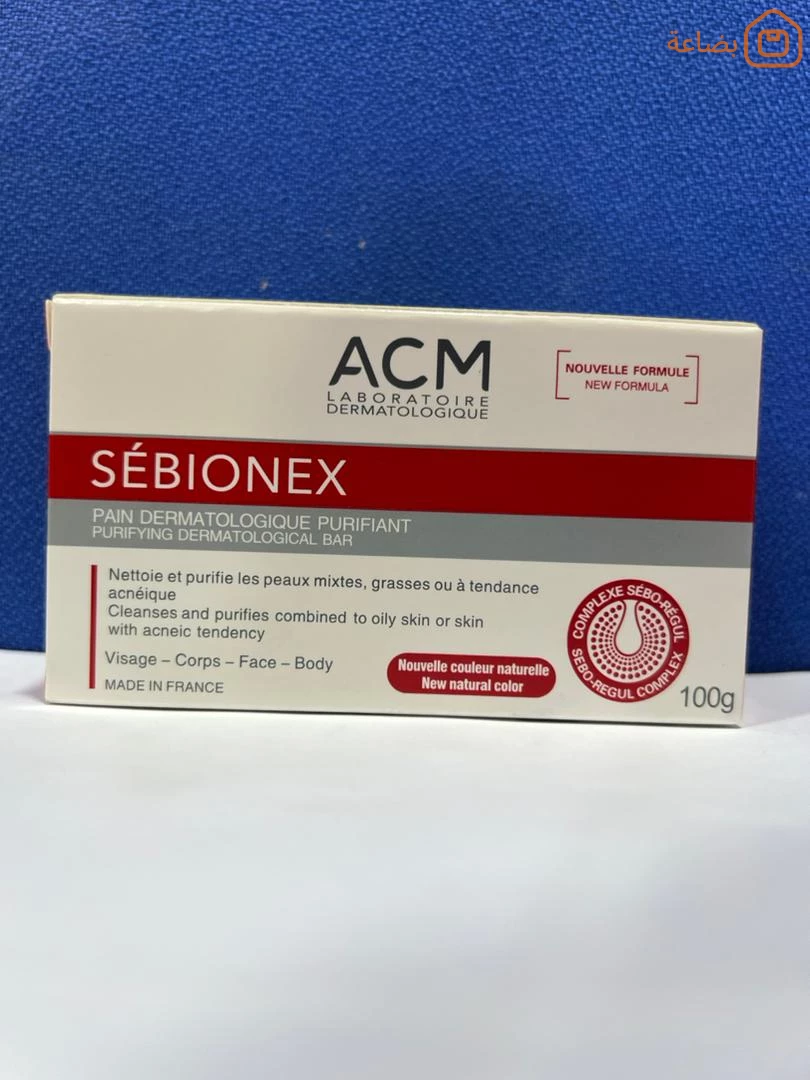 بضاعة
ACM
LABORATOIRE
DERMATOLOGIQUE
NOUVELLE FORMULE
NEW FORMULA
SÉBIONEX
PAIN DERMATOLOGIQUE PURIFIANT
PURIFYING DERMATOLOGICAL BAR
Nettoie et purifie les peaux mixtes, grasses ou à tendance
acnéique
Cleanses and purifies combined to oily skin or skin
with acneic tendency
Visage – Corps – Face – Body
MADE IN FRANCE
Nouvelle couleur naturelle
New natural color
COMPLEXE SÉBO-RÉGUL
SEBO-REGUL COMPLEX
100g